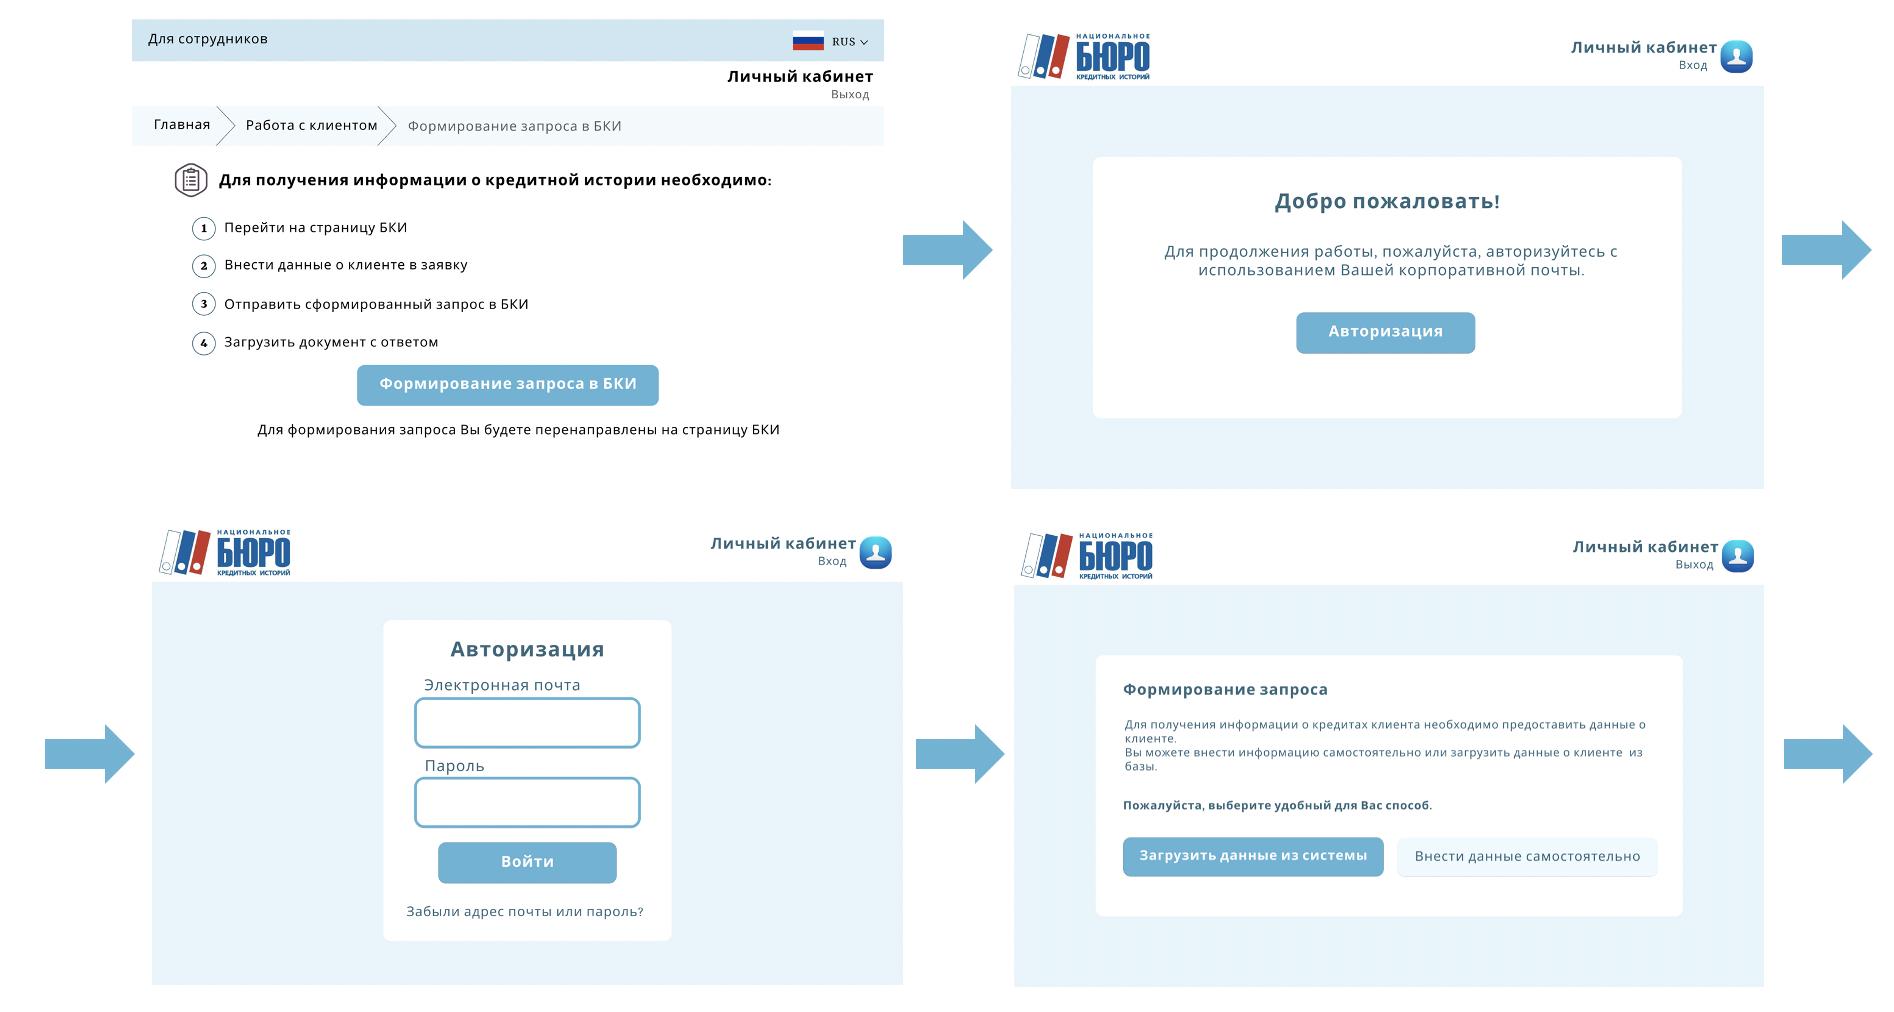 Для сотрудников
RUS
Личный кабинет
Выход
Главная
Работа с клиентом
Формирование запроса в БКИ
Для получения информации о кредитной истории необходимо:
1 Перейти на страницу БКИ
2 Внести данные о клиенте в заявку
3 Отправить сформированный запрос в БКИ
4 Загрузить документ с ответом
Формирование запроса в БКИ
Для формирования запроса Вы будете перенаправлены на страницу БКИ
НАЦИОНАЛЬНОЕ
БЮРО
КРЕДИТНЫХ ИСТОРИЙ
Личный кабинет
Вход
Добро пожаловать!
Для продолжения работы, пожалуйста, авторизуйтесь с
использованием Вашей корпоративной почты.
Авторизация
НАЦИОНАЛЬНОЕ
БЮРО
КРЕДИТНЫХ ИСТОРИЙ
Личный кабинет
Вход
Авторизация
Электронная почта
Пароль
Войти
Забыли адрес почты или пароль?
НАЦИОНАЛЬНОЕ
БЮРО
КРЕДИТНЫХ ИСТОРИЙ
Личный кабинет
Выход
Формирование запроса
Для получения информации о кредитах клиента необходимо предоставить данные о
клиенте.
Вы можете внести информацию самостоятельно или загрузить данные о клиенте из
базы.
Пожалуйста, выберите удобный для Вас способ.
Загрузить данные из системы
Внести данные самостоятельно